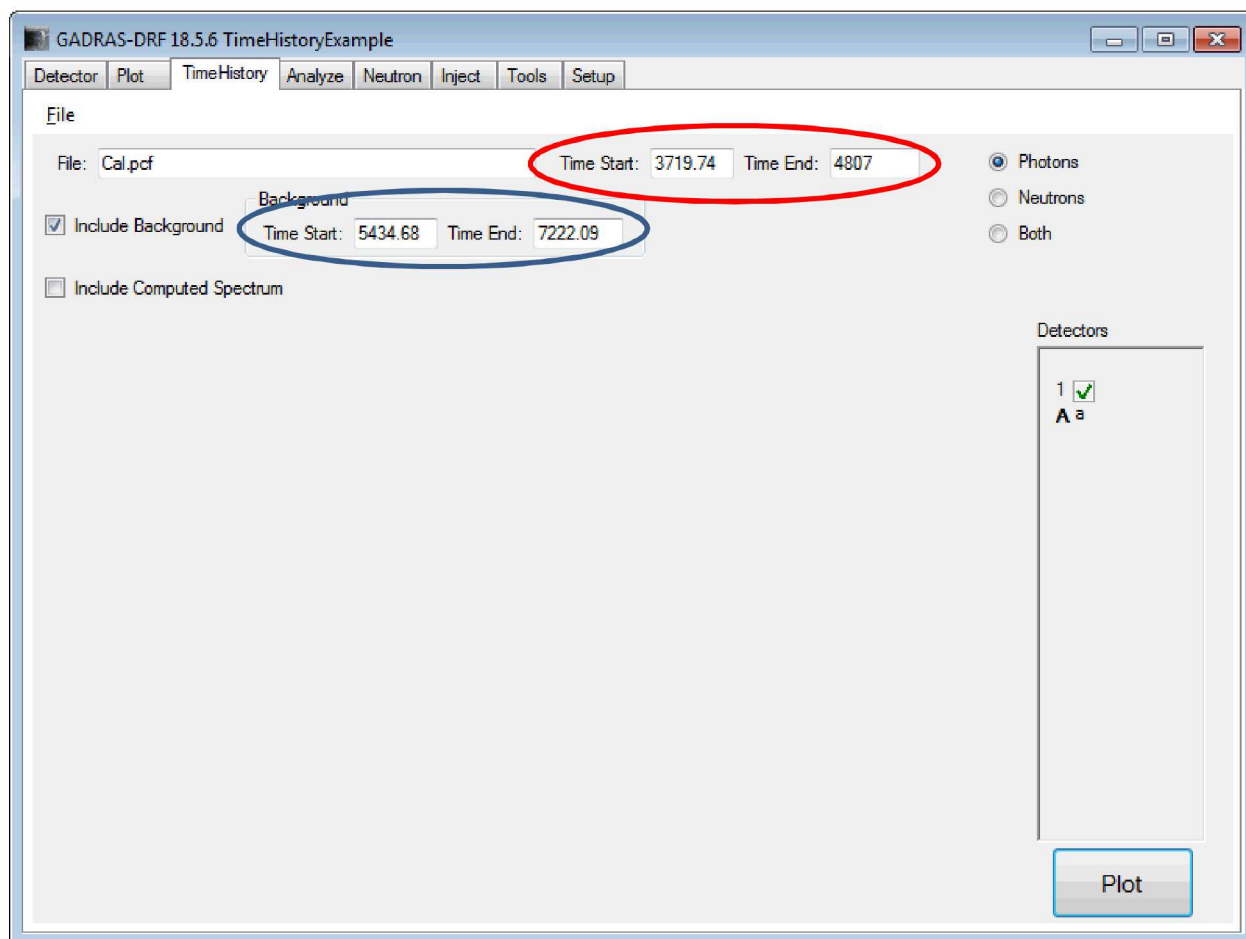 GADRAS-DRF 18.5.6 TimeHistoryExample
Detector Plot TimeHistory Analyze Neutron Inject Tools Setup
File
File: Cal.pcf Time Start: 3719.74 Time End: 4807 Photons
Background Neutrons
Include Background Time Start: 5434.68 Time End: 7222.09 Both
Include Computed Spectrum
Detectors
1
A a
Plot